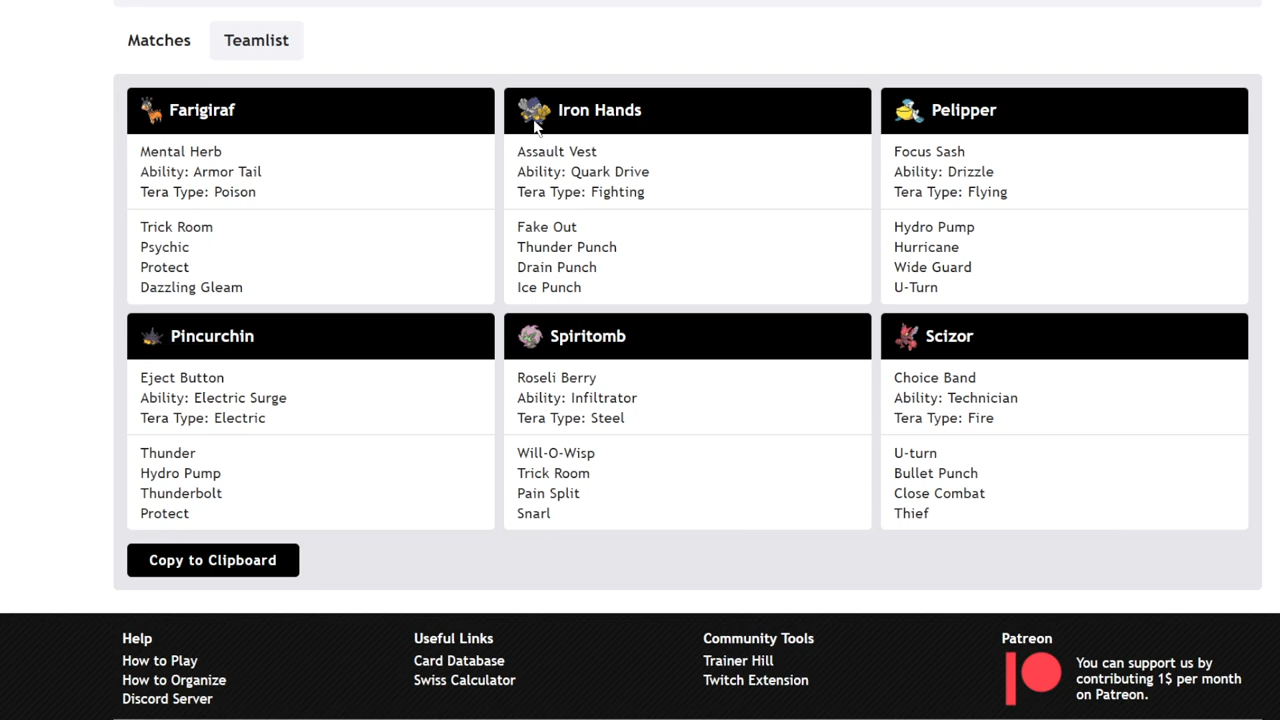 Matches
Teamlist
Farigiraf
Mental Herb
Ability: Armor Tail
Tera Type: Poison
Trick Room
Psychic
Protect
Dazzling Gleam
Iron Hands
Assault Vest
Ability: Quark Drive
Tera Type: Fighting
Fake Out
Thunder Punch
Drain Punch
Ice Punch
Pelipper
Focus Sash
Ability: Drizzle
Tera Type: Flying
Hydro Pump
Hurricane
Wide Guard
U-Turn
Pincurchin
Eject Button
Ability: Electric Surge
Tera Type: Electric
Thunder
Hydro Pump
Thunderbolt
Protect
Spiritomb
Roseli Berry
Ability: Infiltrator
Tera Type: Steel
Will-O-Wisp
Trick Room
Pain Split
Snarl
Scizor
Choice Band
Ability: Technician
Tera Type: Fire
U-turn
Bullet Punch
Close Combat
Thief
Copy to Clipboard
Help
How to Play
How to Organize
Discord Server
Useful Links
Card Database
Swiss Calculator
Community Tools
Trainer Hill
Twitch Extension
Patreon
You can support us by
contributing 1$ per month
on Patreon.